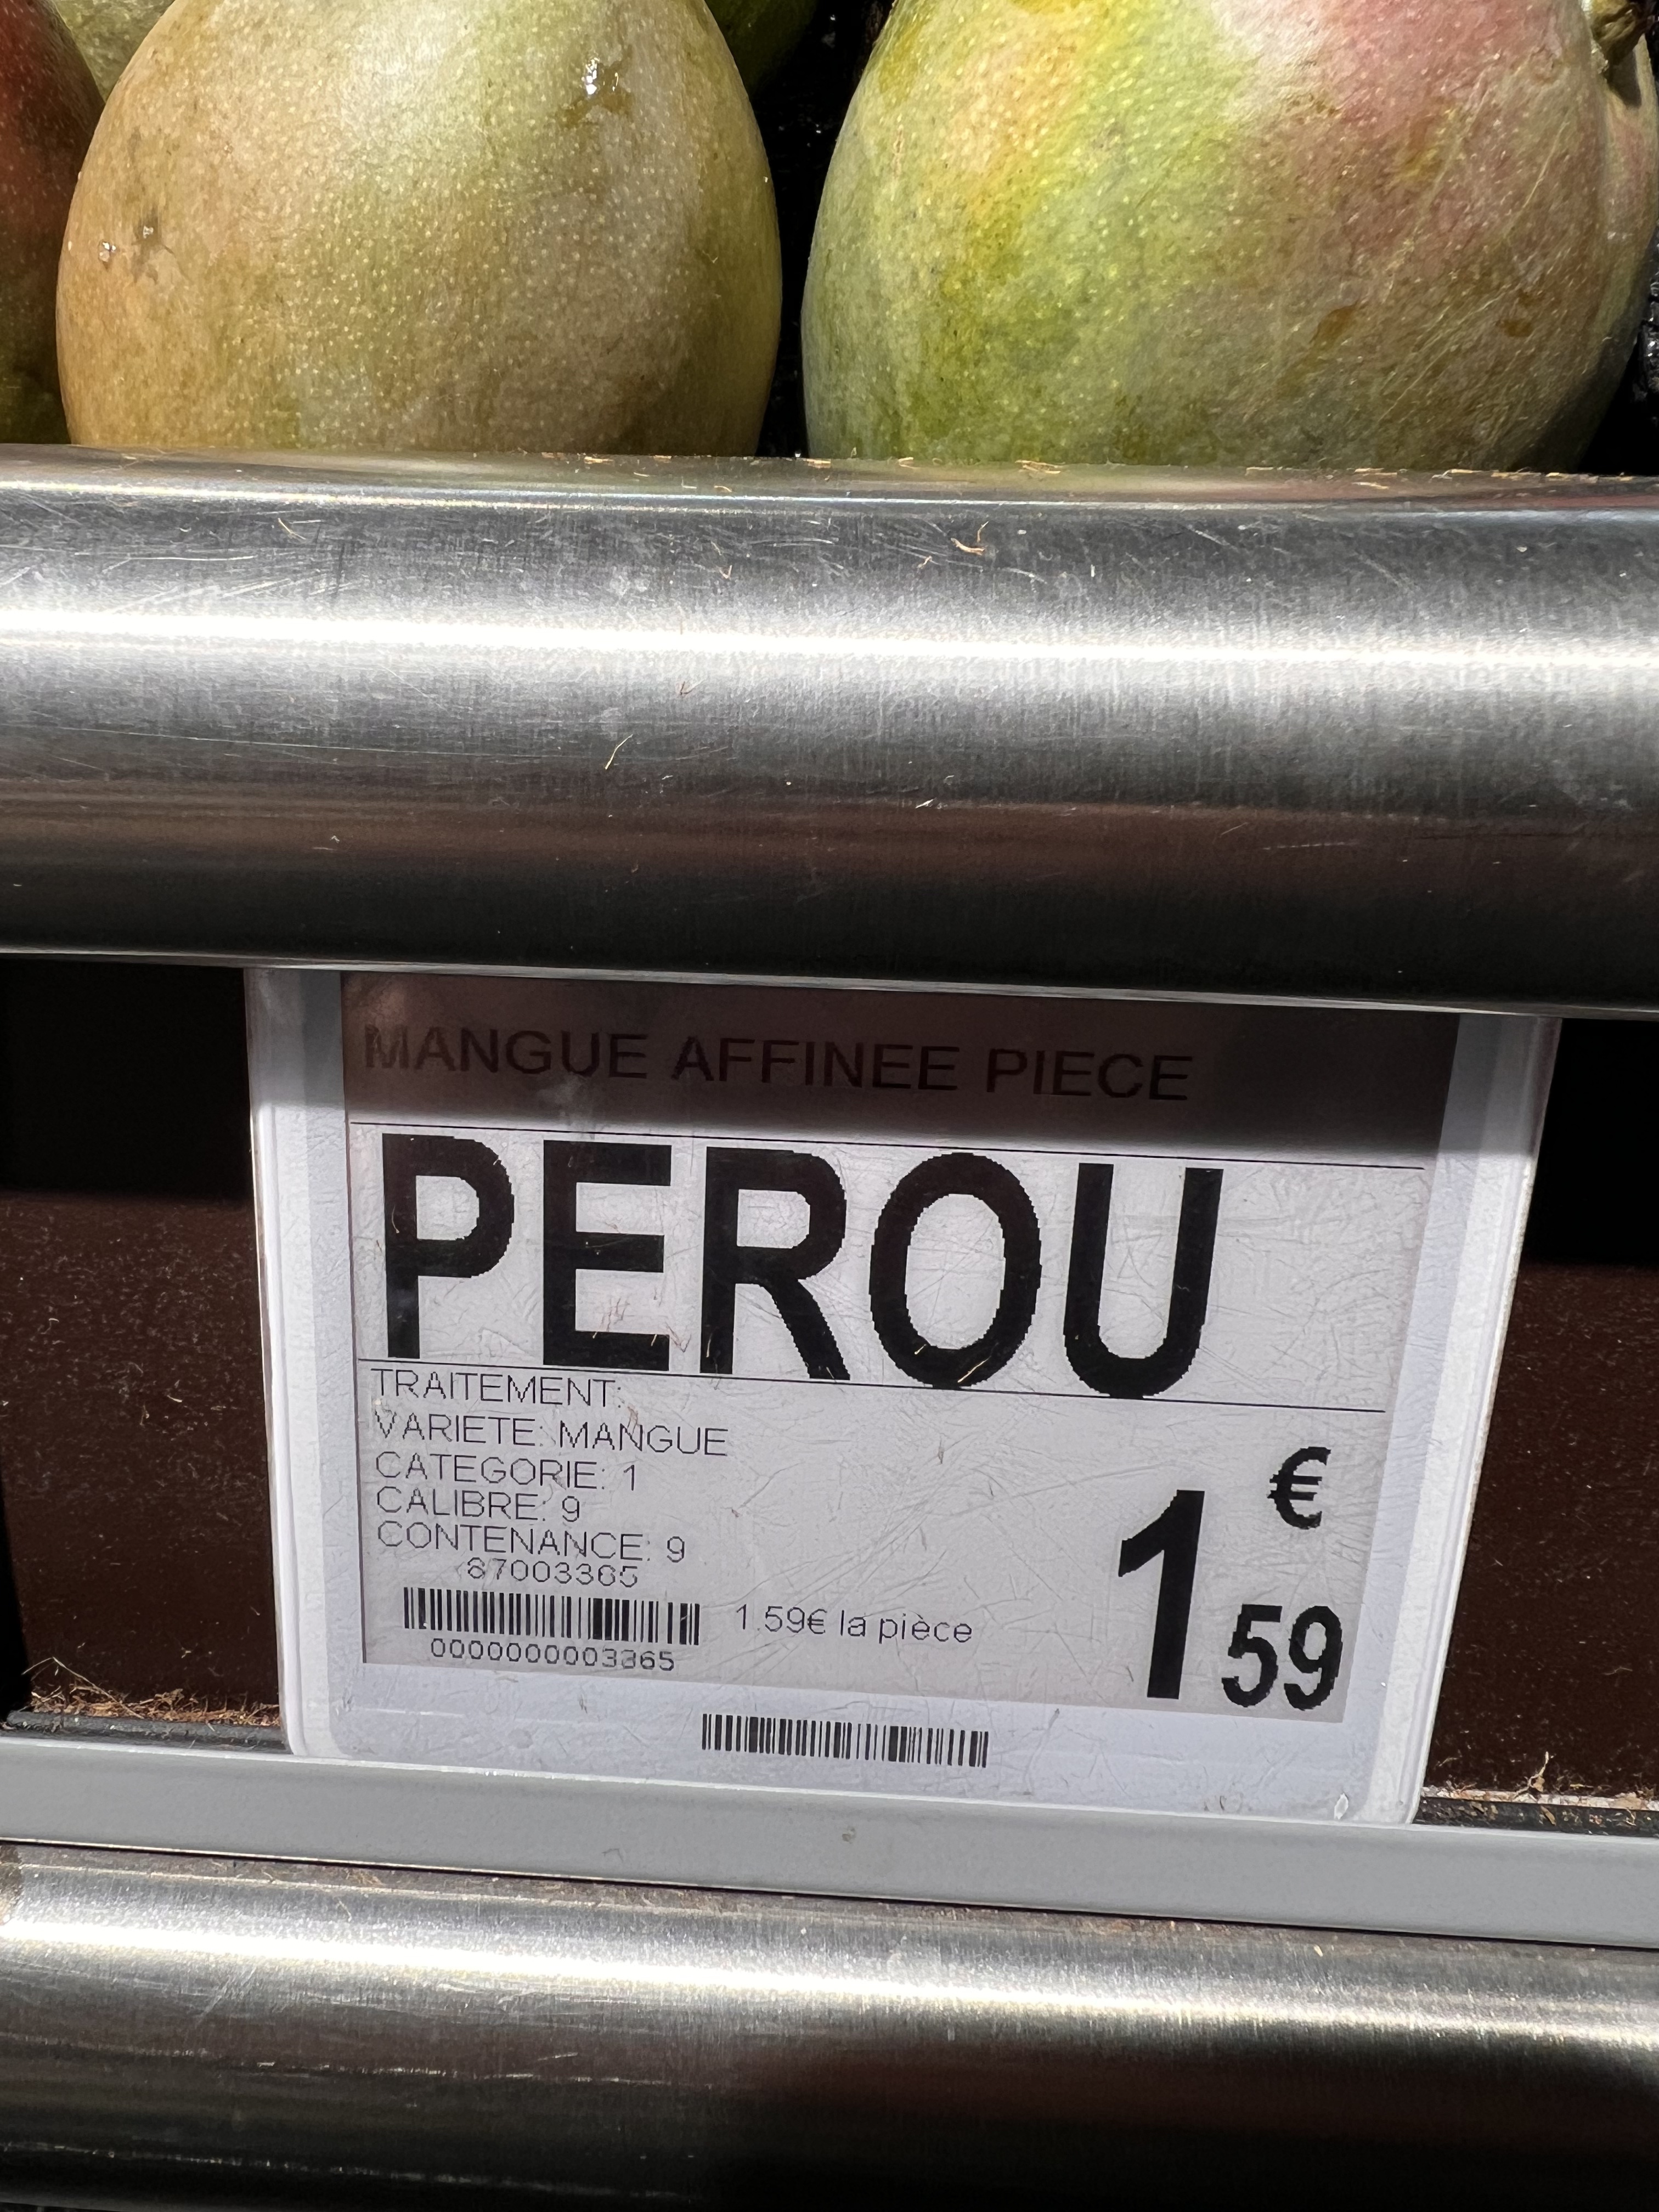 MANGUE AFFINEE PIECE
PEROU
TRAITEMENT:
VARIETE: MANGUE
CATEGORIE: 1
CALIBRE: 9
CONTENANCE: 9
87003365
0000000003365
1.59€ la pièce
1 € 59